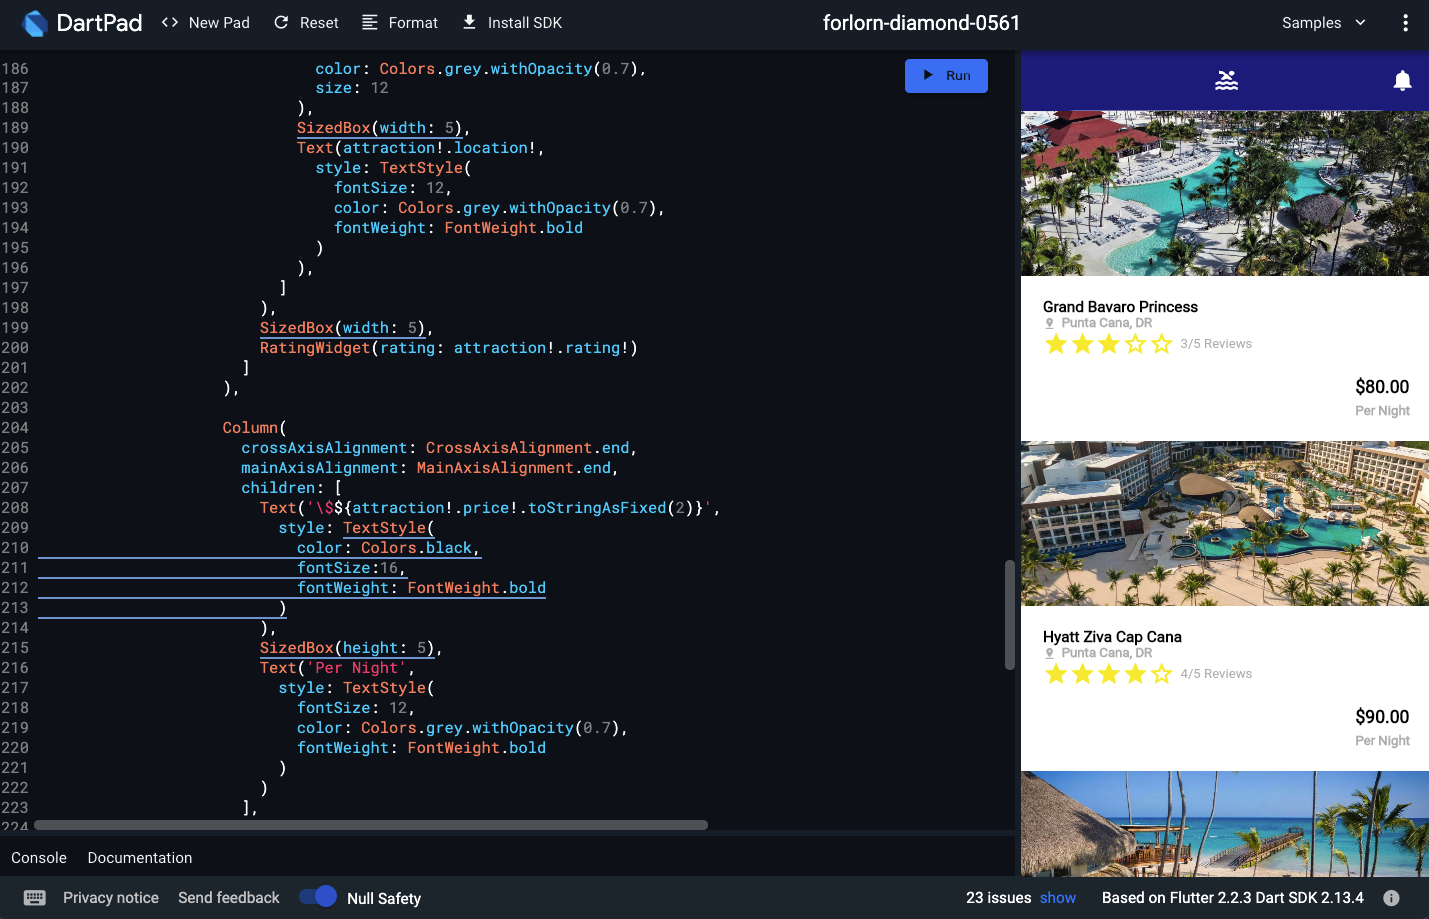 DartPad
New Pad
Reset
Format
Install SDK
forlorn-diamond-0561
Samples
186 color: Colors.grey.withOpacity(0.7),
187 size: 12
188 ),
189 SizedBox(width: 5),
190 Text(attraction!.location!,
191 style: TextStyle(
192 fontSize: 12,
193 color: Colors.grey.withOpacity(0.7),
194 fontWeight: FontWeight.bold
195 )
196 ),
197 ]
198 ),
199 SizedBox(width: 5),
200 RatingWidget(rating: attraction!.rating!)
201 ]
202 ),
203
204 Column(
205 crossAxisAlignment: CrossAxisAlignment.end,
206 mainAxisAlignment: MainAxisAlignment.end,
207 children: [
208 Text('\$${attraction!.price!.toStringAsFixed(2)}',
209 style: TextStyle(
210 color: Colors.black,
211 fontSize:16,
212 fontWeight: FontWeight.bold
213 )
214 ),
215 SizedBox(height: 5),
216 Text('Per Night',
217 style: TextStyle(
218 fontSize: 12,
219 color: Colors.grey.withOpacity(0.7),
220 fontWeight: FontWeight.bold
221 )
222 )
223 ],
224
Run
Grand Bavaro Princess
Punta Cana, DR
3/5 Reviews
$80.00
Per Night
Hyatt Ziva Cap Cana
Punta Cana, DR
4/5 Reviews
$90.00
Per Night
Console
Documentation
Privacy notice
Send feedback
Null Safety
23 issues show
Based on Flutter 2.2.3 Dart SDK 2.13.4